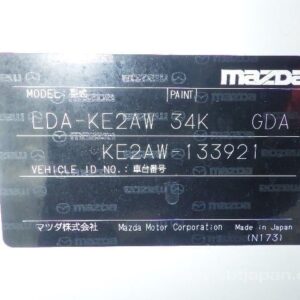 mazda
MODEL: 型式 PAINT
LDA-KE2AW 34K GDA
KE2AW-133921
VEHICLE ID NO.: 車台番号
マツダ株式会社 Mazda Motor Corporation Made in Japan
(N173)